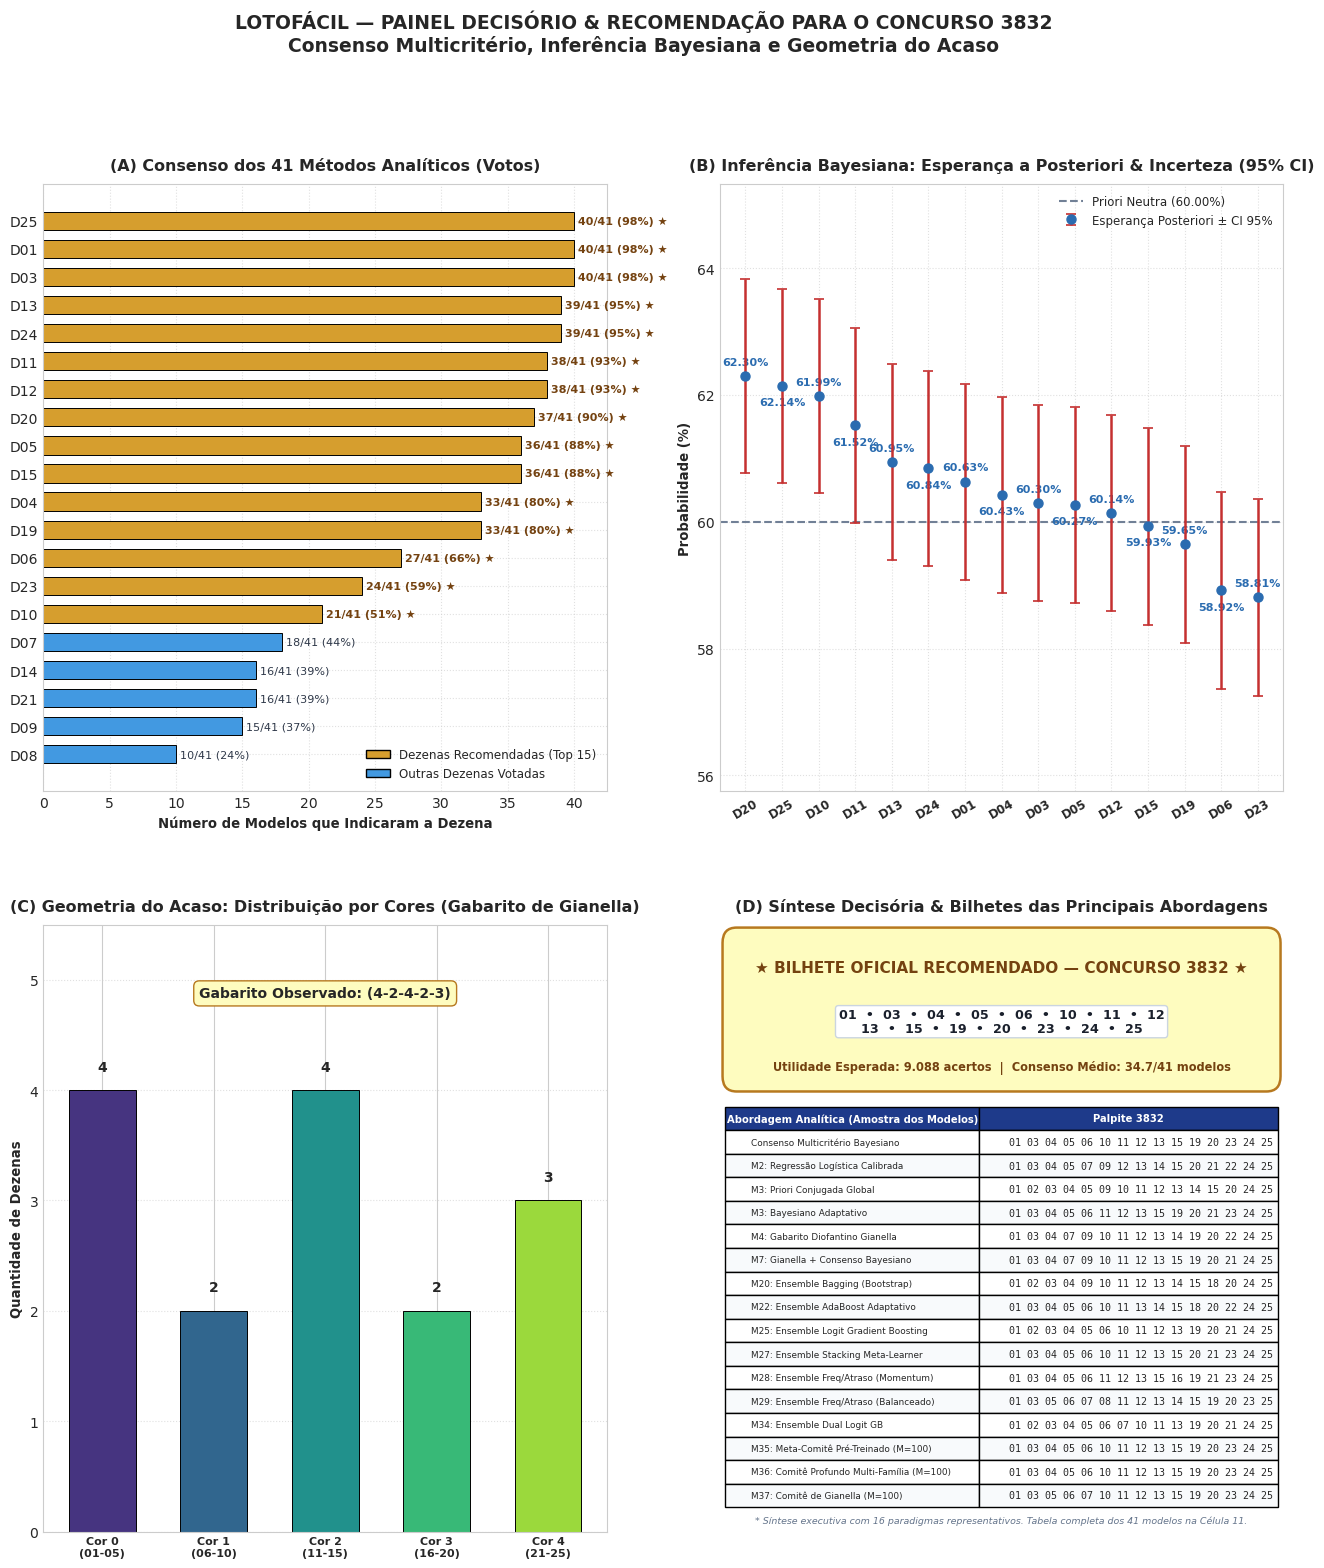 LOTOFÁCIL — PAINEL DECISÓRIO & RECOMENDAÇÃO PARA O CONCURSO 3832
Consenso Multicritério, Inferência Bayesiana e Geometria do Acaso
(A) Consenso dos 41 Métodos Analíticos (Votos)
D25 40/41 (98%) ★
D01 40/41 (98%) ★
D03 40/41 (98%) ★
D13 39/41 (95%) ★
D24 39/41 (95%) ★
D11 38/41 (93%) ★
D12 38/41 (93%) ★
D20 37/41 (90%) ★
D05 36/41 (88%) ★
D15 36/41 (88%) ★
D04 33/41 (80%) ★
D19 33/41 (80%) ★
D06 27/41 (66%) ★
D23 24/41 (59%) ★
D10 21/41 (51%) ★
D07 18/41 (44%)
D14 16/41 (39%)
D21 16/41 (39%)
D09 15/41 (37%)
D08 10/41 (24%)
Dezenas Recomendadas (Top 15)
Outras Dezenas Votadas
0 5 10 15 20 25 30 35 40
Número de Modelos que Indicaram a Dezena
(B) Inferência Bayesiana: Esperança a Posteriori & Incerteza (95% CI)
Priori Neutra (60.00%)
Esperança Posteriori ± CI 95%
Probabilidade (%)
64
62
60
58
56
62.30%
62.14%
61.99%
61.52%
60.95%
60.84%
60.63%
60.43%
60.30%
60.27%
60.14%
59.93%
59.65%
58.92%
58.81%
D20 D25 D10 D11 D13 D24 D01 D04 D03 D05 D12 D15 D19 D06 D23
(C) Geometria do Acaso: Distribuição por Cores (Gabarito de Gianella)
Gabarito Observado: (4-2-4-2-3)
Quantidade de Dezenas
5
4
3
2
1
0
4
2
4
2
3
Cor 0 Cor 1 Cor 2 Cor 3 Cor 4
(01-05) (06-10) (11-15) (16-20) (21-25)
(D) Síntese Decisória & Bilhetes das Principais Abordagens
★ BILHETE OFICIAL RECOMENDADO — CONCURSO 3832 ★
01 • 03 • 04 • 05 • 06 • 10 • 11 • 12
13 • 15 • 19 • 20 • 23 • 24 • 25
Utilidade Esperada: 9.088 acertos | Consenso Médio: 34.7/41 modelos
Abordagem Analítica (Amostra dos Modelos) Palpite 3832
Consenso Multicritério Bayesiano 01 03 04 05 06 10 11 12 13 15 19 20 23 24 25
M2: Regressão Logística Calibrada 01 03 04 05 07 09 12 13 14 15 20 21 22 24 25
M3: Priori Conjugada Global 01 02 03 04 05 09 10 11 12 13 14 15 20 24 25
M3: Bayesiano Adaptativo 01 03 04 05 06 11 12 13 15 19 20 21 23 24 25
M4: Gabarito Diofantino Gianella 01 03 04 07 09 10 11 12 13 14 19 20 22 24 25
M7: Gianella + Consenso Bayesiano 01 03 04 07 09 10 11 12 13 15 19 20 21 24 25
M20: Ensemble Bagging (Bootstrap) 01 02 03 04 09 10 11 12 13 14 15 18 20 24 25
M22: Ensemble AdaBoost Adaptativo 01 03 04 05 06 10 11 13 14 15 18 20 22 24 25
M25: Ensemble Logit Gradient Boosting 01 02 03 04 05 06 10 11 12 13 19 20 21 24 25
M27: Ensemble Stacking Meta-Learner 01 03 04 05 06 10 11 12 13 15 20 21 23 24 25
M28: Ensemble Freq/Atraso (Momentum) 01 03 04 05 06 11 12 13 15 16 19 21 23 24 25
M29: Ensemble Freq/Atraso (Balanceado) 01 03 05 06 07 08 11 12 13 14 15 19 20 23 25
M34: Ensemble Dual Logit GB 01 02 03 04 05 06 07 10 11 13 19 20 21 24 25
M35: Meta-Comitê Pré-Treinado (M=100) 01 03 04 05 06 10 11 12 13 15 19 20 23 24 25
M36: Comitê Profundo Multi-Família (M=100) 01 03 04 05 06 10 11 12 13 15 19 20 23 24 25
M37: Comitê de Gianella (M=100) 01 03 05 06 07 10 11 12 13 15 19 20 23 24 25
* Síntese executiva com 16 paradigmas representativos. Tabela completa dos 41 modelos na Célula 11.